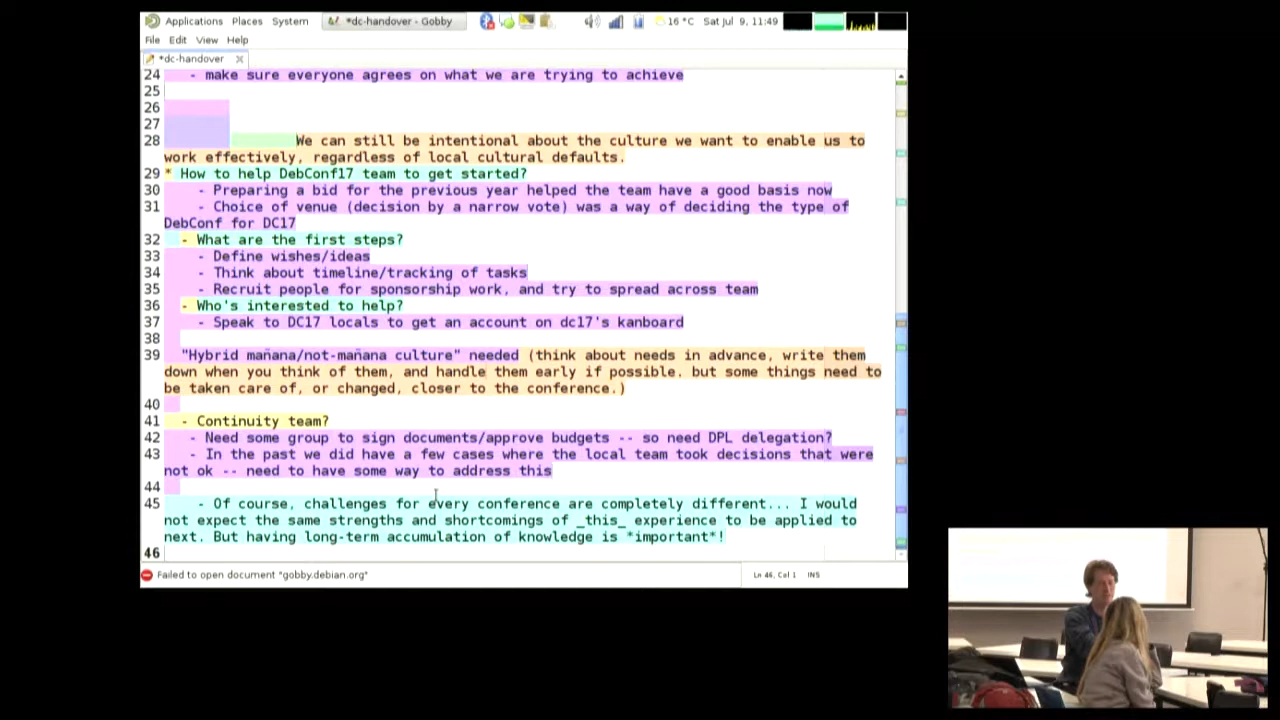 Applications Places System *dc-handover - Gobby 16 °C Sat Jul 9, 11:49
File Edit View Help
*dc-handover
24 - make sure everyone agrees on what we are trying to achieve
25
26
27
28 We can still be intentional about the culture we want to enable us to
work effectively, regardless of local cultural defaults.
29 * How to help DebConf17 team to get started?
30 - Preparing a bid for the previous year helped the team have a good basis now
31 - Choice of venue (decision by a narrow vote) was a way of deciding the type of
DebConf for DC17
32 - What are the first steps?
33 - Define wishes/ideas
34 - Think about timeline/tracking of tasks
35 - Recruit people for sponsorship work, and try to spread across team
36 - Who's interested to help?
37 - Speak to DC17 locals to get an account on dc17's kanboard
38
39 "Hybrid mañana/not-mañana culture" needed (think about needs in advance, write them
down when you think of them, and handle them early if possible. but some things need to
be taken care of, or changed, closer to the conference.)
40
41 - Continuity team?
42 - Need some group to sign documents/approve budgets -- so need DPL delegation?
43 - In the past we did have a few cases where the local team took decisions that were
not ok -- need to have some way to address this
44
45 - Of course, challenges for every conference are completely different... I would
not expect the same strengths and shortcomings of _this_ experience to be applied to
next. But having long-term accumulation of knowledge is *important*!
46
Failed to open document "gobby.debian.org" Ln 46, Col 1 INS